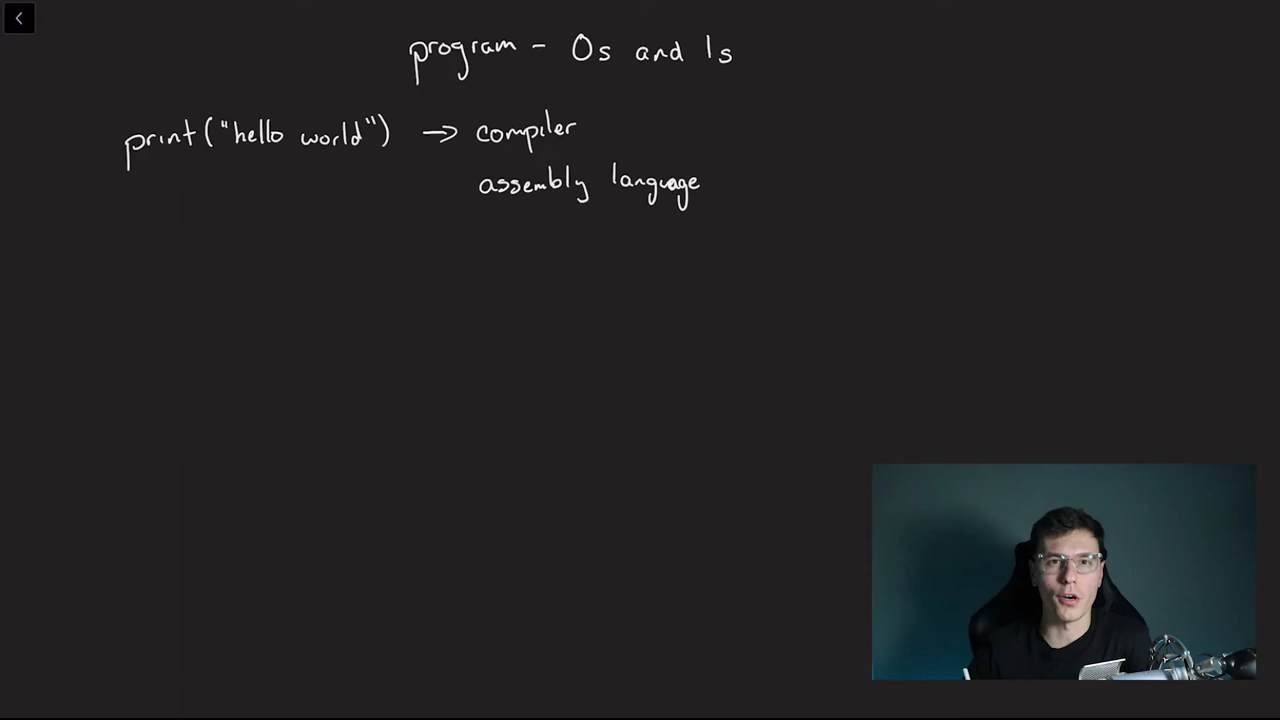 program - 0s and 1s
print("hello world") → compiler
assembly language